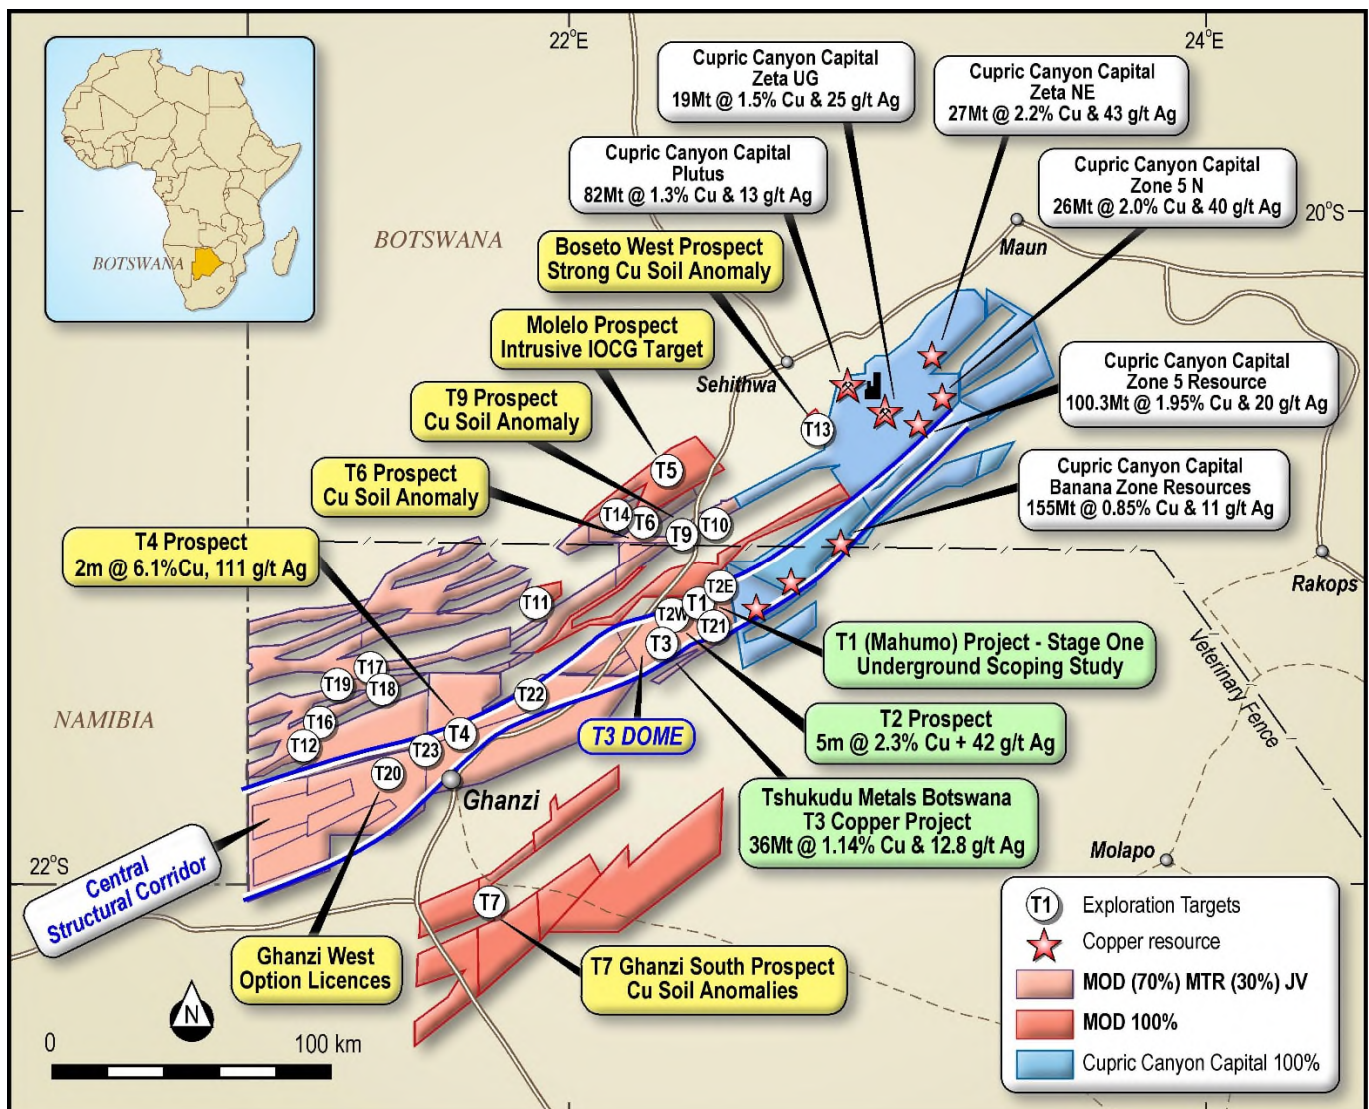 22°E
24°E
20°S
22°S
BOTSWANA
BOTSWANA
NAMIBIA
Cupric Canyon Capital
Zeta UG
19Mt @ 1.5% Cu & 25 g/t Ag
Cupric Canyon Capital
Zeta NE
27Mt @ 2.2% Cu & 43 g/t Ag
Cupric Canyon Capital
Plutus
82Mt @ 1.3% Cu & 13 g/t Ag
Cupric Canyon Capital
Zone 5 N
26Mt @ 2.0% Cu & 40 g/t Ag
Boseto West Prospect
Strong Cu Soil Anomaly
Maun
Molelo Prospect
Intrusive IOCG Target
Sehithwa
Cupric Canyon Capital
Zone 5 Resource
100.3Mt @ 1.95% Cu & 20 g/t Ag
T9 Prospect
Cu Soil Anomaly
T6 Prospect
Cu Soil Anomaly
Cupric Canyon Capital
Banana Zone Resources
155Mt @ 0.85% Cu & 11 g/t Ag
T4 Prospect
2m @ 6.1%Cu, 111 g/t Ag
T13
T5
T14
T6
T10
T9
T11
T2E
T1
T2W
T21
T3
T17
T19
T18
T22
T16
T12
T4
T23
T20
T7
Rakops
Veterinary Fence
T1 (Mahumo) Project - Stage One
Underground Scoping Study
T2 Prospect
5m @ 2.3% Cu + 42 g/t Ag
T3 DOME
Tshukudu Metals Botswana
T3 Copper Project
36Mt @ 1.14% Cu & 12.8 g/t Ag
Ghanzi
Molapo
Central
Structural Corridor
Ghanzi West
Option Licences
T7 Ghanzi South Prospect
Cu Soil Anomalies
N
0
100 km
T1
Exploration Targets
Copper resource
MOD (70%) MTR (30%) JV
MOD 100%
Cupric Canyon Capital 100%